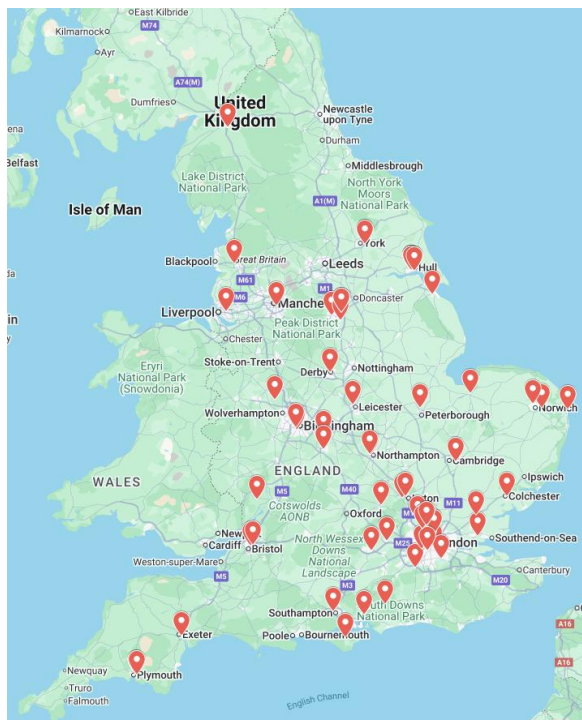 East Kilbride
Kilmarnock
M74
Ayr
A74(M)
Dumfries
United
Kingdom
Newcastle
upon Tyne
Durham
Belfast
Lake District
National Park
Middlesbrough
North York
Moors
National Park
A1(M)
Isle of Man
York
Blackpool
Great Britain
Leeds
Hull
M61
M6
M1
Manche
Doncaster
Liverpool
Peak District
National Park
Chester
Stoke-on-Trent
Eryri
National Park
(Snowdonia)
Derby
Nottingham
Norwich
Wolverhampton
Leicester
Peterborough
Birmingham
Northampton
Cambridge
WALES
ENGLAND
M5
M40
Ipswich
Colchester
M11
Cotswolds
AONB
Oxford
Cardiff
Bristol
North Wessex
Downs
National
Landscape
M25
Southend-on-Sea
Weston-super-Mare
M5
M3
M20
Canterbury
Southampton
South Downs
National Park
A16
Exeter
Poole
Bournemouth
A16
Newquay
Plymouth
Truro
Falmouth
English Channel